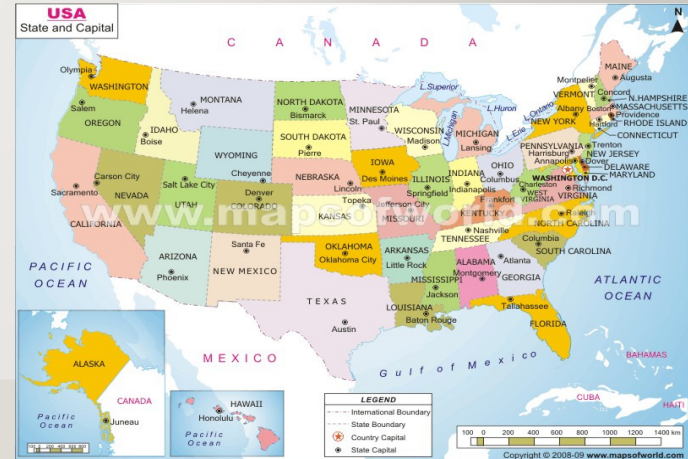 USA
State and Capital
N
C A N A D A
Olympia
WASHINGTON
Salem
OREGON
MONTANA
Helena
IDAHO
Boise
WYOMING
Cheyenne
NORTH DAKOTA
Bismarck
SOUTH DAKOTA
Pierre
MINNESOTA
St. Paul
WISCONSIN
Madison
L.Superior
L.Michigan
L.Huron
L.Ontario
L.Erie
MICHIGAN
Lansing
MAINE
Augusta
Montpelier
VERMONT
Concord
N.HAMPSHIRE
Albany
Boston
MASSACHUSETTS
NEW YORK
Providence
RHODE ISLAND
Hartford
CONNECTICUT
PENNSYLVANIA
Harrisburg
Trenton
NEW JERSEY
Annapolis
Dover
DELAWARE
MARYLAND
WASHINGTON D.C.
Carson City
NEVADA
Sacramento
CALIFORNIA
Salt Lake City
UTAH
Denver
COLORADO
NEBRASKA
Lincoln
IOWA
Des Moines
ILLINOIS
Springfield
INDIANA
Indianapolis
OHIO
Columbus
Charleston
WEST
VIRGINIA
Richmond
VIRGINIA
Topeka
KANSAS
Jefferson City
MISSOURI
Frankfort
KENTUCKY
Raleigh
NORTH CAROLINA
www.mapsofworld.com
Nashville
TENNESSEE
Columbia
SOUTH CAROLINA
ARIZONA
Phoenix
Santa Fe
NEW MEXICO
OKLAHOMA
Oklahoma City
ARKANSAS
Little Rock
MISSISSIPPI
Jackson
ALABAMA
Montgomery
Atlanta
GEORGIA
TEXAS
Austin
LOUISIANA
Baton Rouge
Tallahassee
FLORIDA
PACIFIC
OCEAN
ATLANTIC
OCEAN
MEXICO
Gulf of Mexico
BAHAMAS
CUBA
HAITI
ALASKA
CANADA
Juneau
Pacific
Ocean
HAWAII
Honolulu
Pacific
Ocean
LEGEND
International Boundary
State Boundary
Country Capital
State Capital
100 0 200 400 600 800 1000 1200 1400 km
Copyright © 2008-09 www.mapsofworld.com